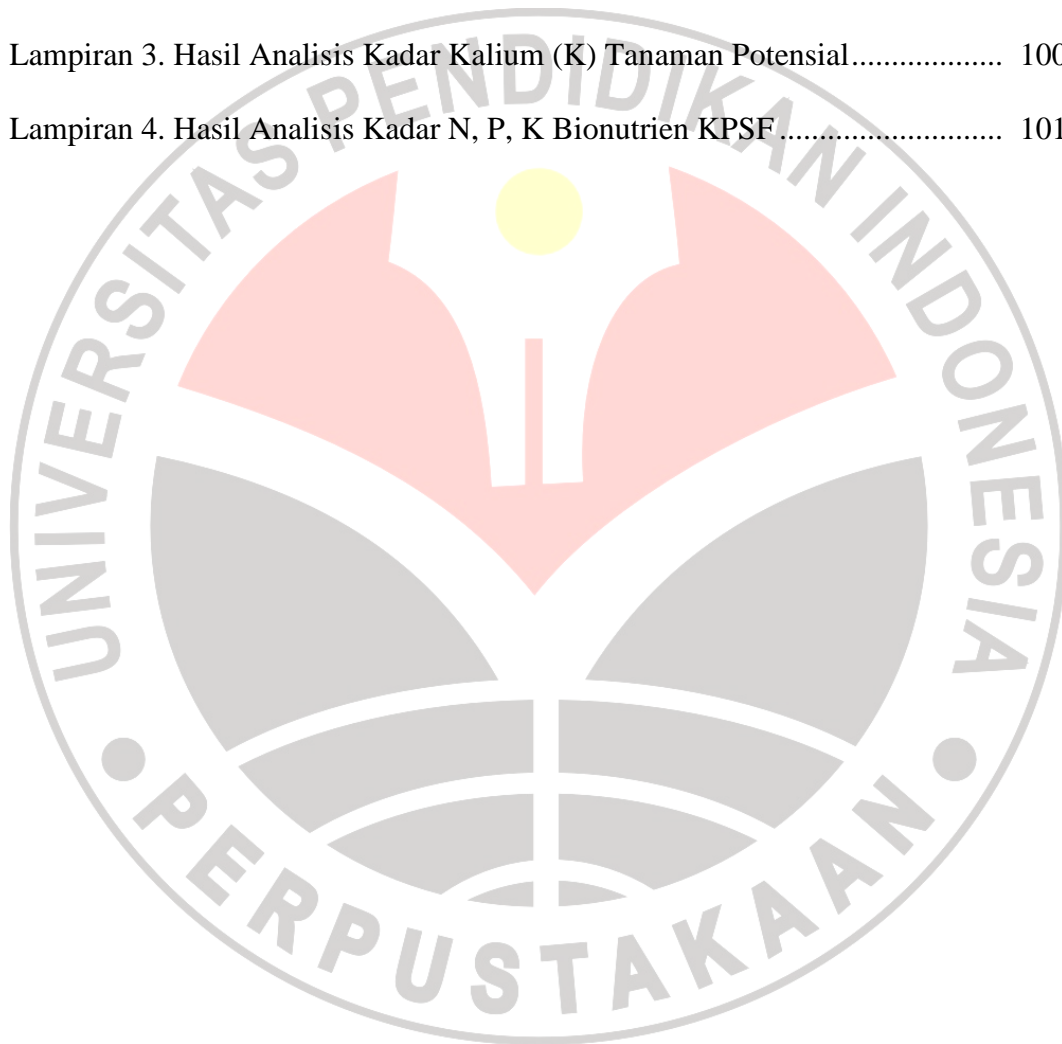 Lampiran 3. Hasil Analisis Kadar Kalium (K) Tanaman Potensial.................. 100
Lampiran 4. Hasil Analisis Kadar N, P, K Bionutrien KPSF........................... 101
UNIVERSITAS PENDIDIKAN INDONESIA
PERPUSTAKAAN